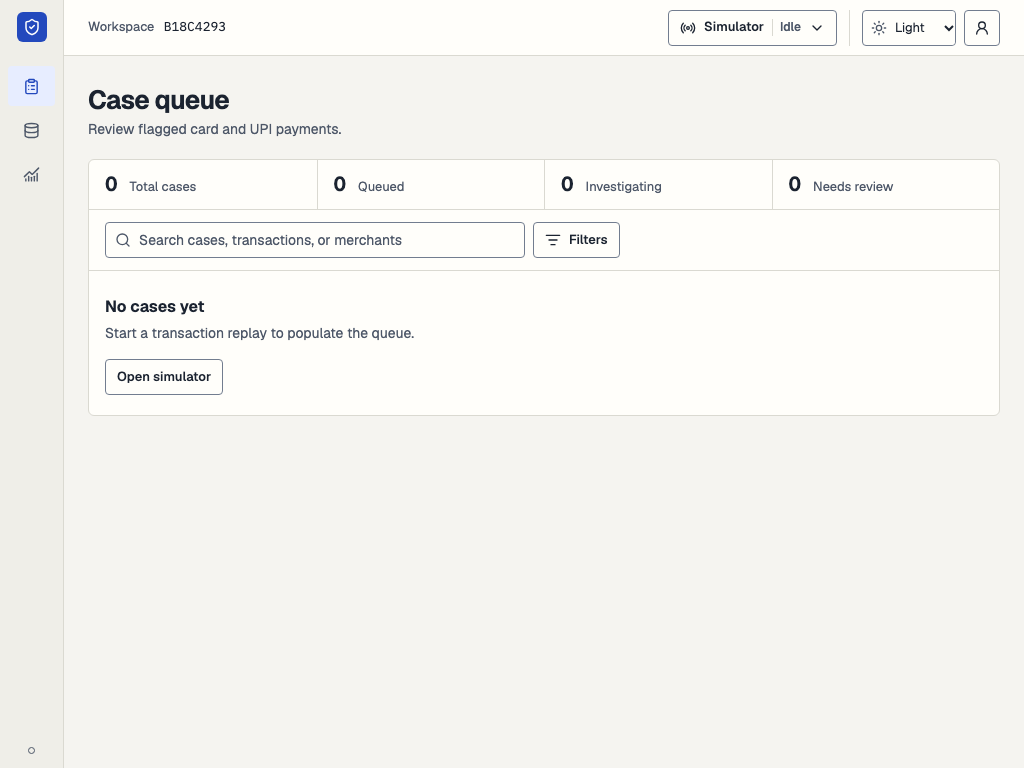 Workspace B18C4293
Simulator Idle
Light
Case queue
Review flagged card and UPI payments.
0 Total cases
0 Queued
0 Investigating
0 Needs review
Search cases, transactions, or merchants
Filters
No cases yet
Start a transaction replay to populate the queue.
Open simulator